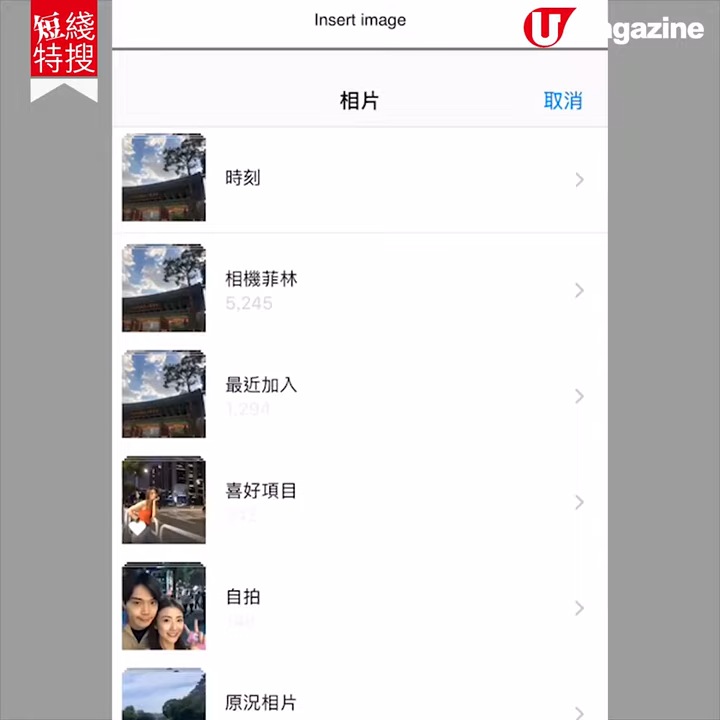 短綫
特搜
Insert image
U Magazine
相片
取消
時刻
相機菲林
5,245
最近加入
1,294
喜好項目
自拍
原況相片